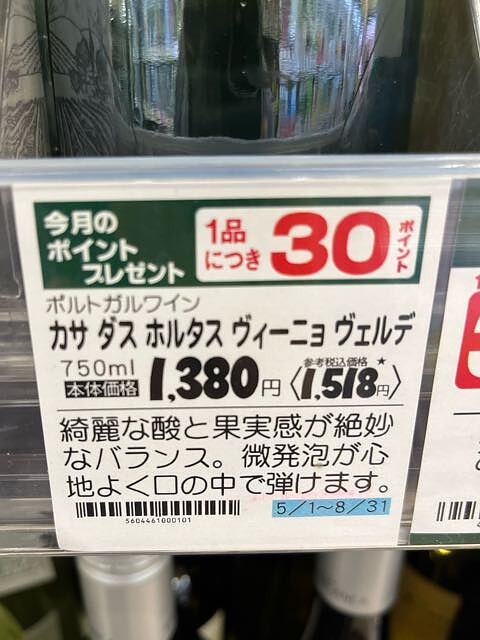 今月の
ポイント
プレゼント
1品
につき
30
ポイント
ポルトガルワイン
カサ ダス ホルタス ヴィーニョ ヴェルデ
750ml
本体価格
1,380円
参考税込価格★
〈1,518円〉
綺麗な酸と果実感が絶妙
なバランス。微発泡が心
地よく口の中で弾けます。
5604461000101
5/1〜8/31